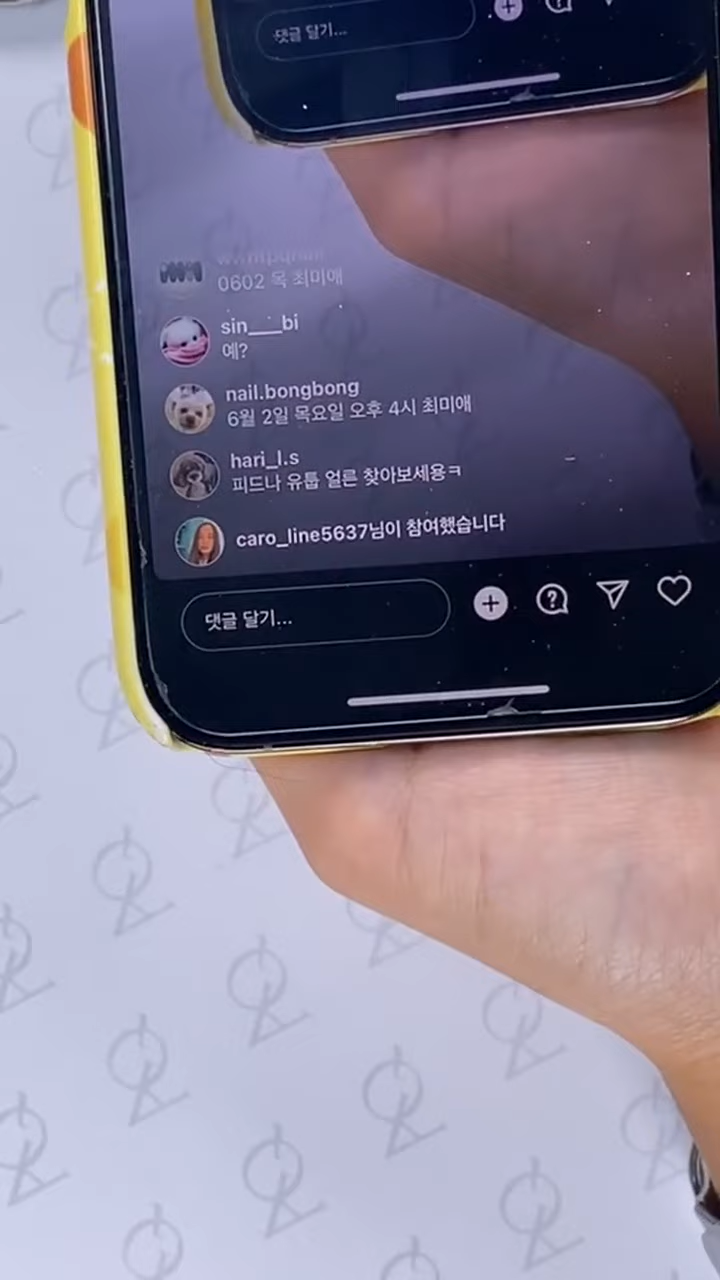 댓글 달기...
0602 목 최미애
sin___bi
예?
nail.bongbong
6월 2일 목요일 오후 4시 최미애
hari_l.s
피드나 유튭 얼른 찾아보세용ㅋ
caro_line5637님이 참여했습니다
댓글 달기...